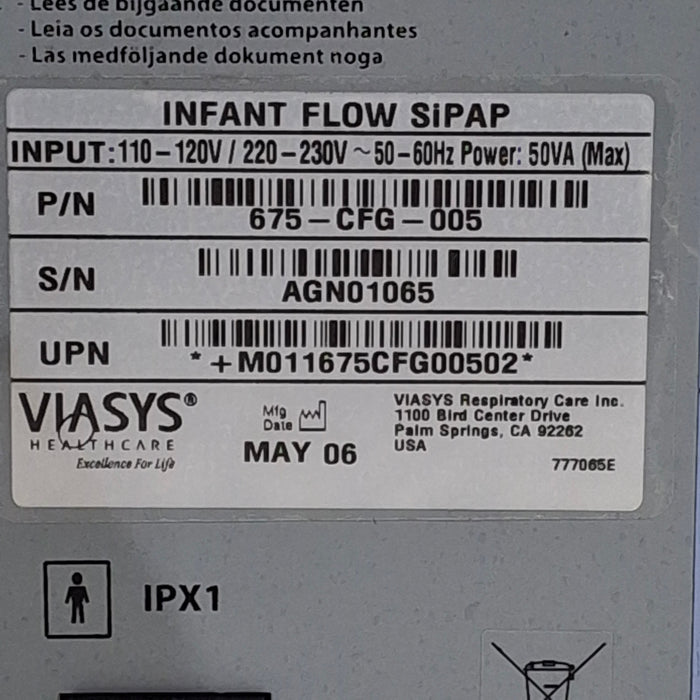 - Lees de bijgaande documenten
- Leia os documentos acompanhantes
- Läs medföljande dokument noga
INFANT FLOW SiPAP
INPUT:110-120V / 220-230V ~50-60Hz Power: 50VA (Max)
P/N
675-CFG-005
S/N
AGN01065
UPN
*+M011675CFG00502*
VIASYS®
HEALTHCARE
Excellence For Life
Mfg
Date
MAY 06
VIASYS Respiratory Care Inc.
1100 Bird Center Drive
Palm Springs, CA 92262
USA
777065E
IPX1